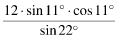 12 · sin 11° · cos 11°
sin 22°